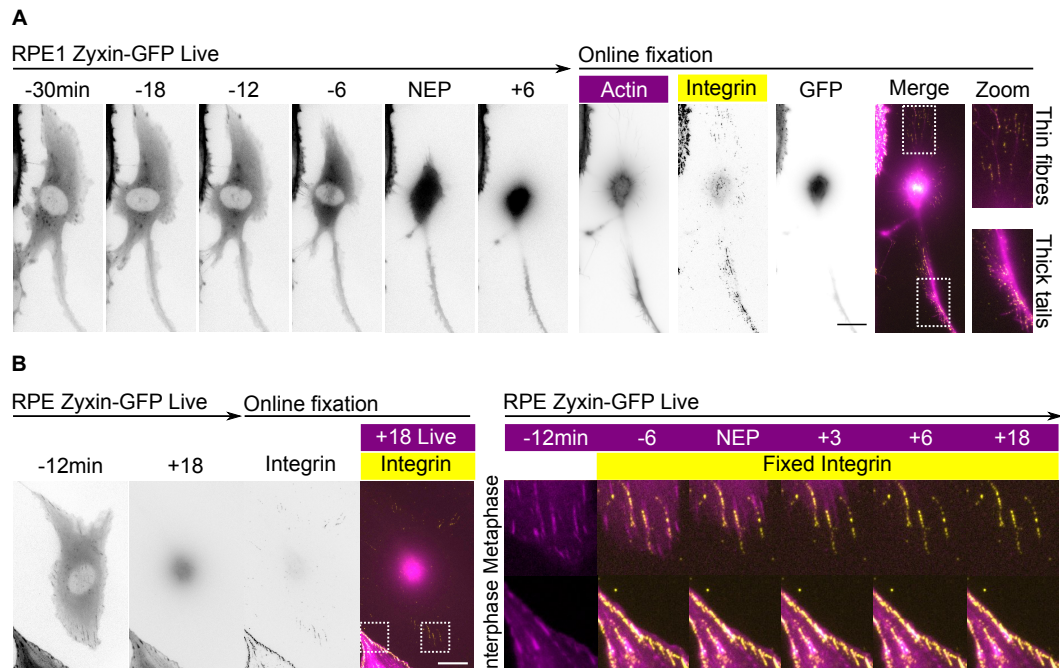 A
RPE1 Zyxin-GFP Live
Online fixation
-30min -18 -12 -6 NEP +6 Actin Integrin GFP Merge Zoom
Thin fibres
Thick tails
B
RPE Zyxin-GFP Live Online fixation
RPE Zyxin-GFP Live
+18 Live
-12min -6 NEP +3 +6 +18
-12min +18 Integrin Integrin
Fixed Integrin
Metaphase
Interphase